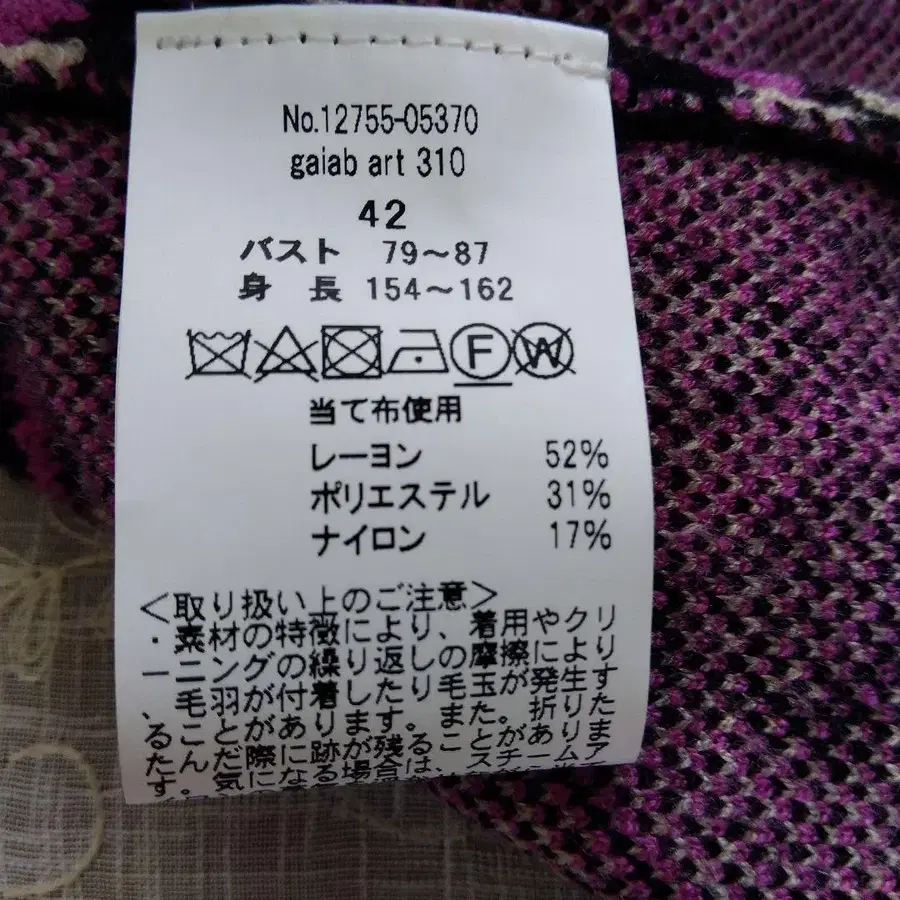 No.12755-05370
gaiab art 310
42
バスト 79～87
身 長 154～162
F W
当て布使用
レーヨン 52%
ポリエステル 31%
ナイロン 17%
＜取り扱い上のご注意＞
・素材の特徴により、着用やクリ
ーニングの繰り返しの摩擦により
、毛羽が付着したり毛玉が発生す
ることがあります。また。折りた
たんだ際に跡が残ることがありま
す。気になる場合は、スチームア